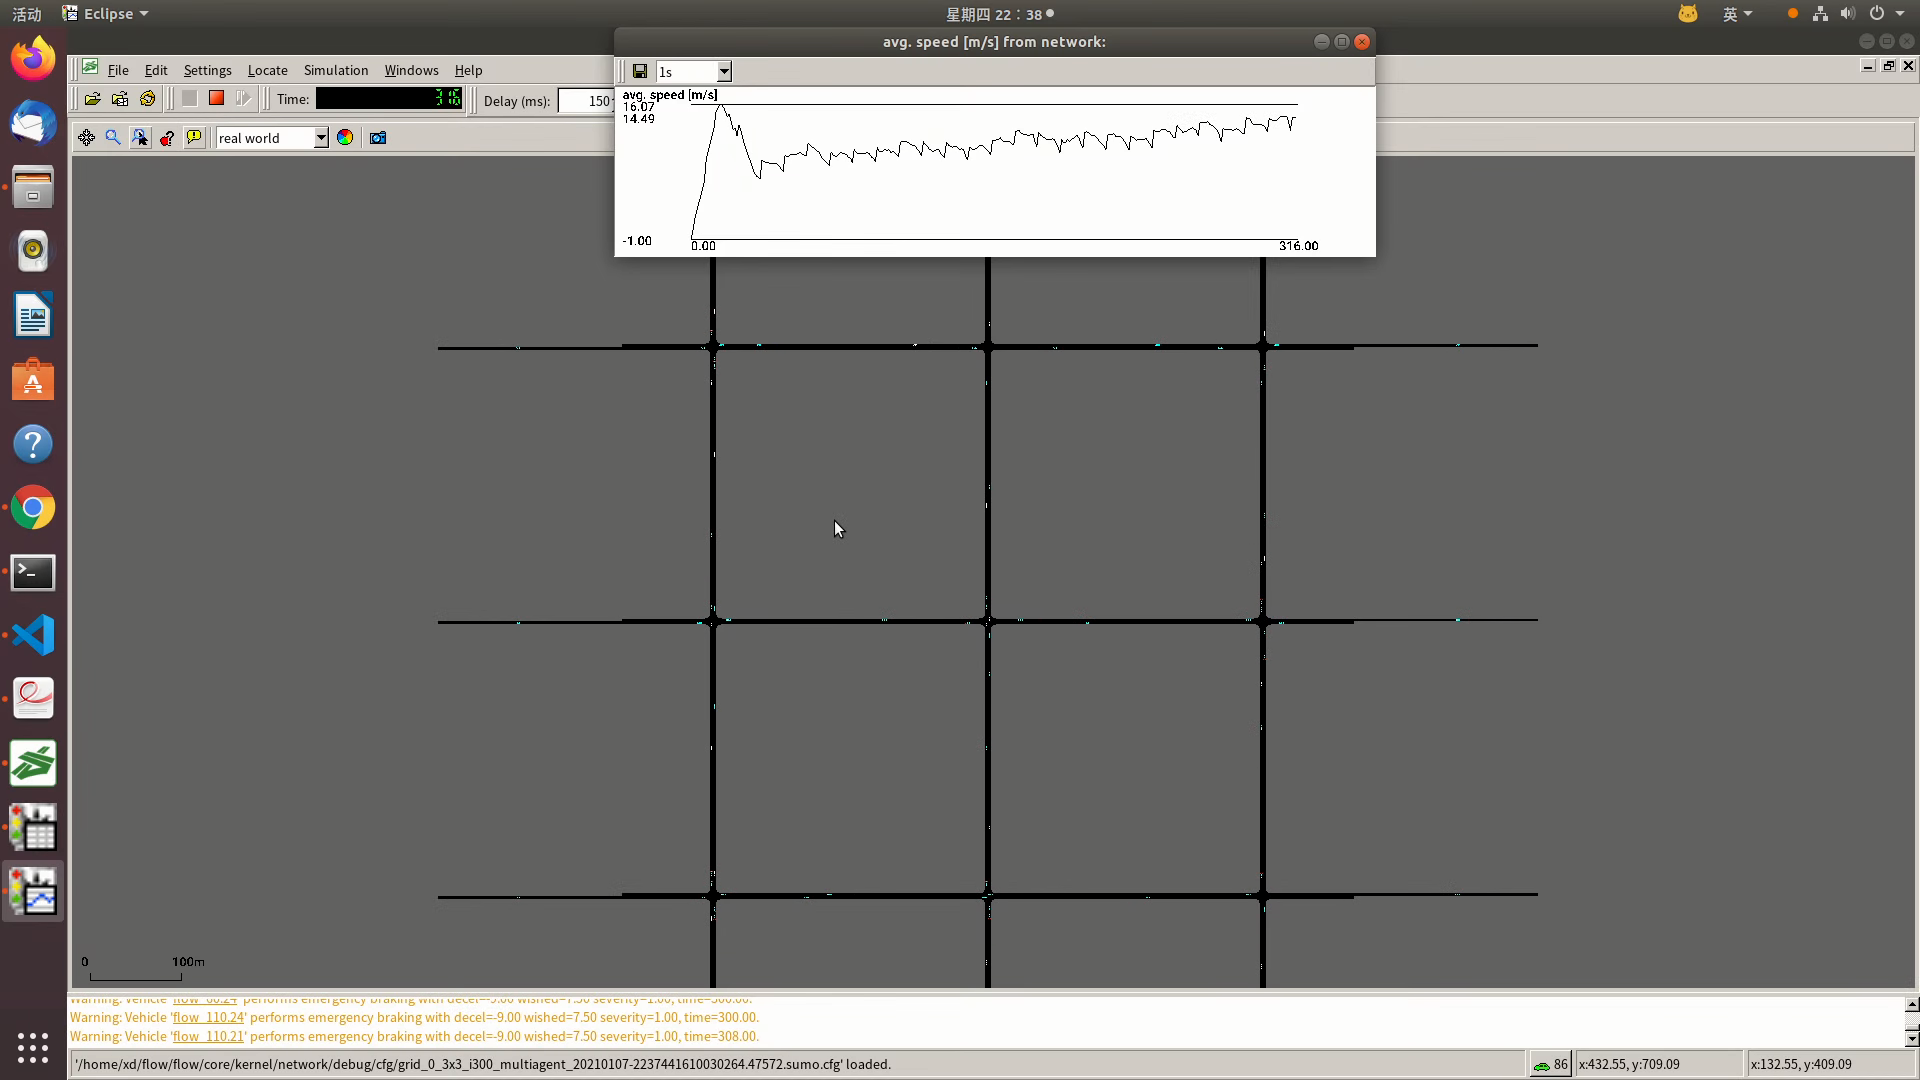 活动
Eclipse
星期四 22：38
英
avg. speed [m/s] from network:
File Edit Settings Locate Simulation Windows Help
1s
Time: 316 Delay (ms): 150
real world
avg. speed [m/s]
16.07
14.49
-1.00
0.00 316.00
0 100m
Warning: Vehicle 'flow_110.24' performs emergency braking with decel=-9.00 wished=7.50 severity=1.00, time=300.00.
Warning: Vehicle 'flow_110.21' performs emergency braking with decel=-9.00 wished=7.50 severity=1.00, time=308.00.
'/home/xd/flow/flow/core/kernel/network/debug/cfg/grid_0_3x3_i300_multiagent_20210107-2237441610030264.47572.sumo.cfg' loaded.
86
x:432.55, y:709.09
x:132.55, y:409.09